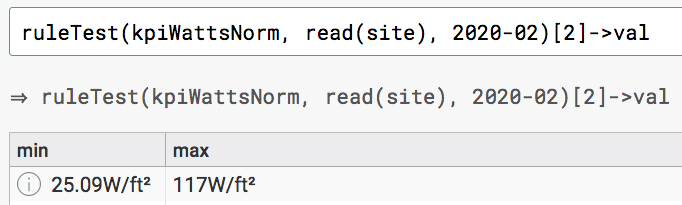 ruleTest(kpiWattsNorm, read(site), 2020-02)[2]->val
⇒ ruleTest(kpiWattsNorm, read(site), 2020-02)[2]->val
min max
25.09W/ft² 117W/ft²